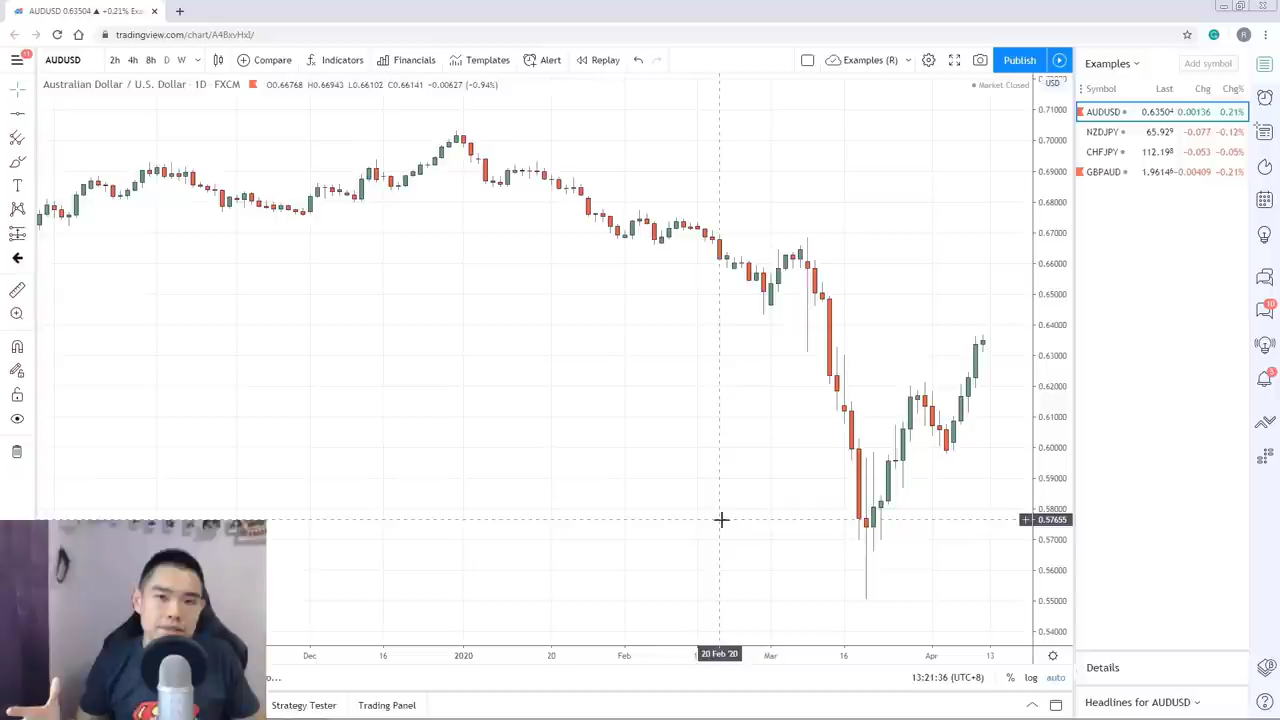 AUDUSD 0.63504 ▲ +0.21% Exa
tradingview.com/chart/A4BxvHxl/
R
11
AUDUSD 2h 4h 8h D W Compare Indicators Financials Templates Alert Replay Examples (R) Publish
Australian Dollar / U.S. Dollar · 1D · FXCM C0.66141 −0.00627 (−0.94%)
Market Closed
USD
0.71000
0.70000
0.69000
0.68000
0.67000
0.66000
0.65000
0.64000
0.63000
0.62000
0.61000
0.60000
0.59000
0.58000
0.57655
0.57000
0.56000
0.55000
0.54000
Dec 16 2020 20 Feb 20 Feb '20 Mar 16 Apr 13
13:21:36 (UTC+8) % log auto
Strategy Tester Trading Panel
Examples Add symbol
Symbol Last Chg Chg%
AUDUSD 0.63504 0.00136 0.21%
NZDJPY 65.929 -0.077 -0.12%
CHFJPY 112.198 -0.053 -0.05%
GBPAUD 1.96146 -0.00409 -0.21%
10
5
Details
Headlines for AUDUSD